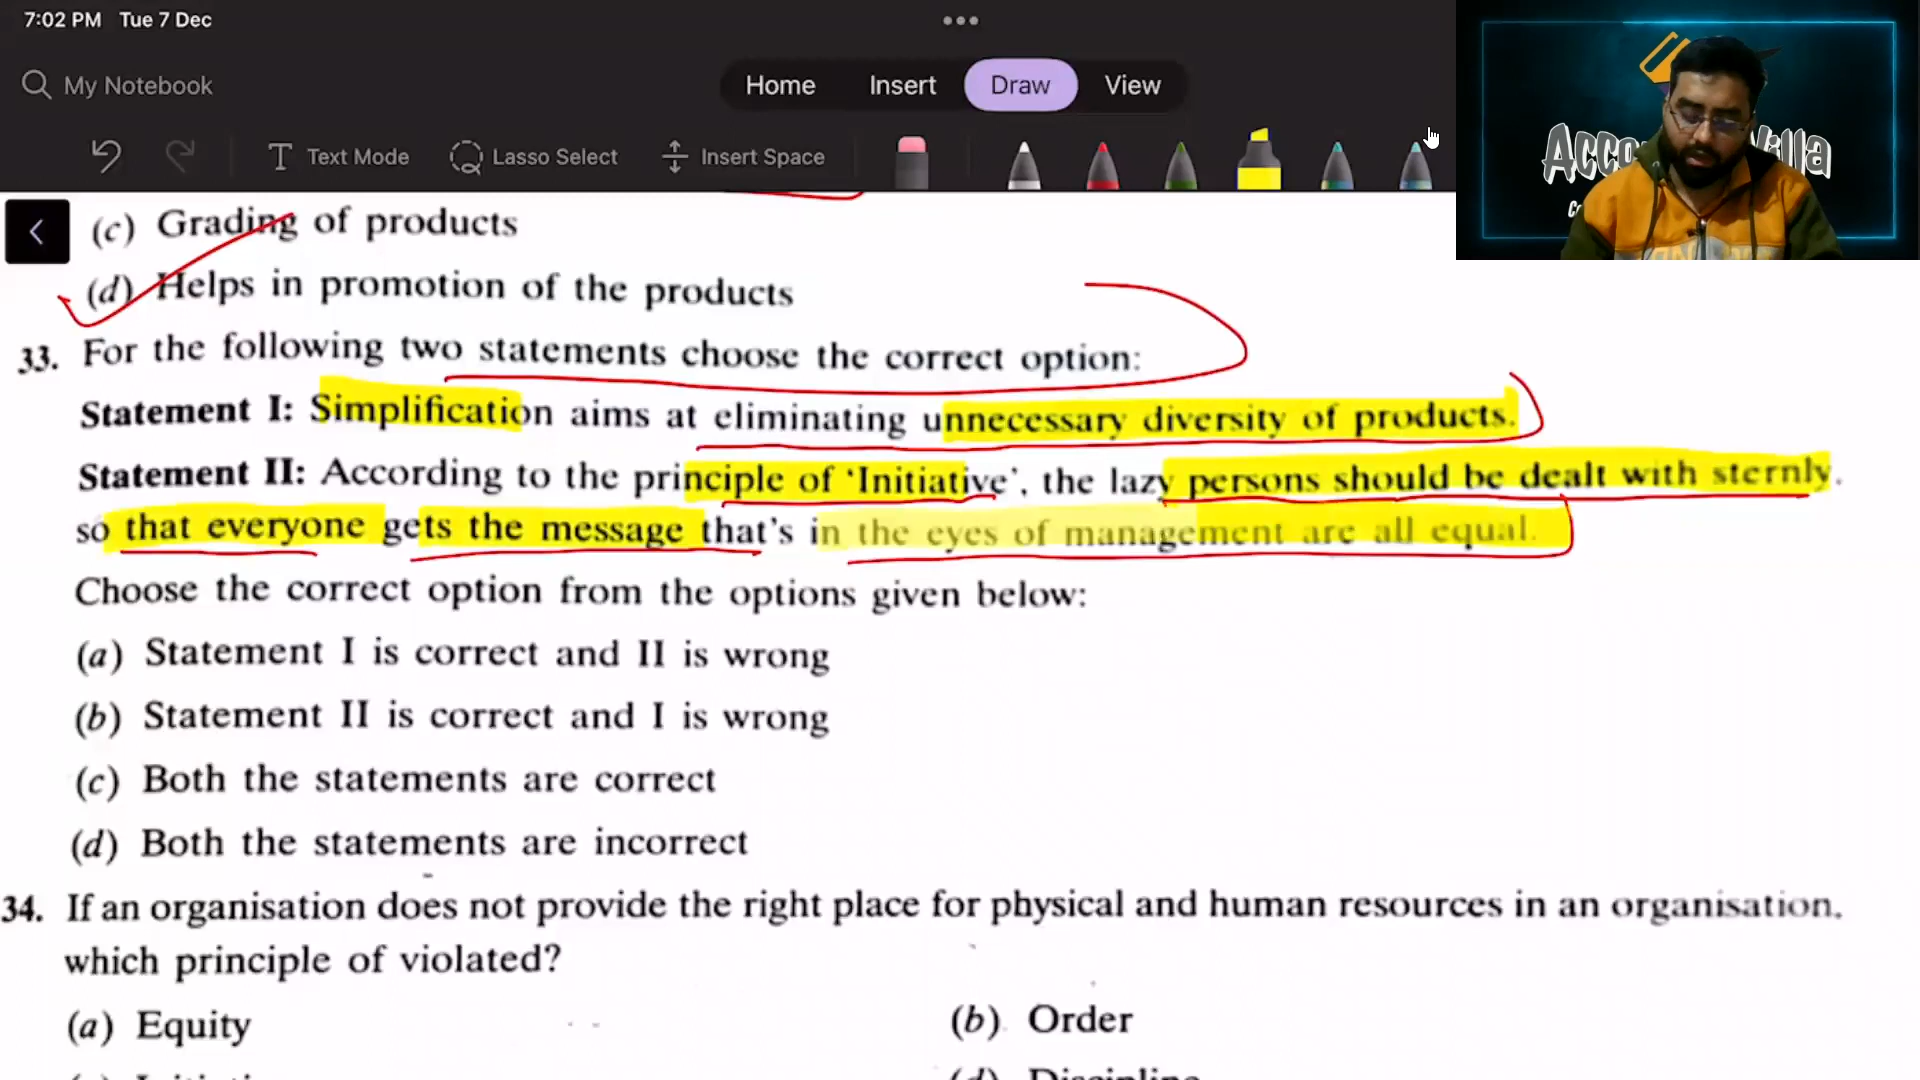 7:02 PM Tue 7 Dec
My Notebook
Home Insert Draw View
Text Mode Lasso Select Insert Space
(c) Grading of products
(d) Helps in promotion of the products
33. For the following two statements choose the correct option:
Statement I: Simplification aims at eliminating unnecessary diversity of products.
Statement II: According to the principle of ‘Initiative’, the lazy persons should be dealt with sternly.
so that everyone gets the message that’s in the eyes of management are all equal.
Choose the correct option from the options given below:
(a) Statement I is correct and II is wrong
(b) Statement II is correct and I is wrong
(c) Both the statements are correct
(d) Both the statements are incorrect
34. If an organisation does not provide the right place for physical and human resources in an organisation.
which principle of violated?
(a) Equity (b) Order
(d) Discipline